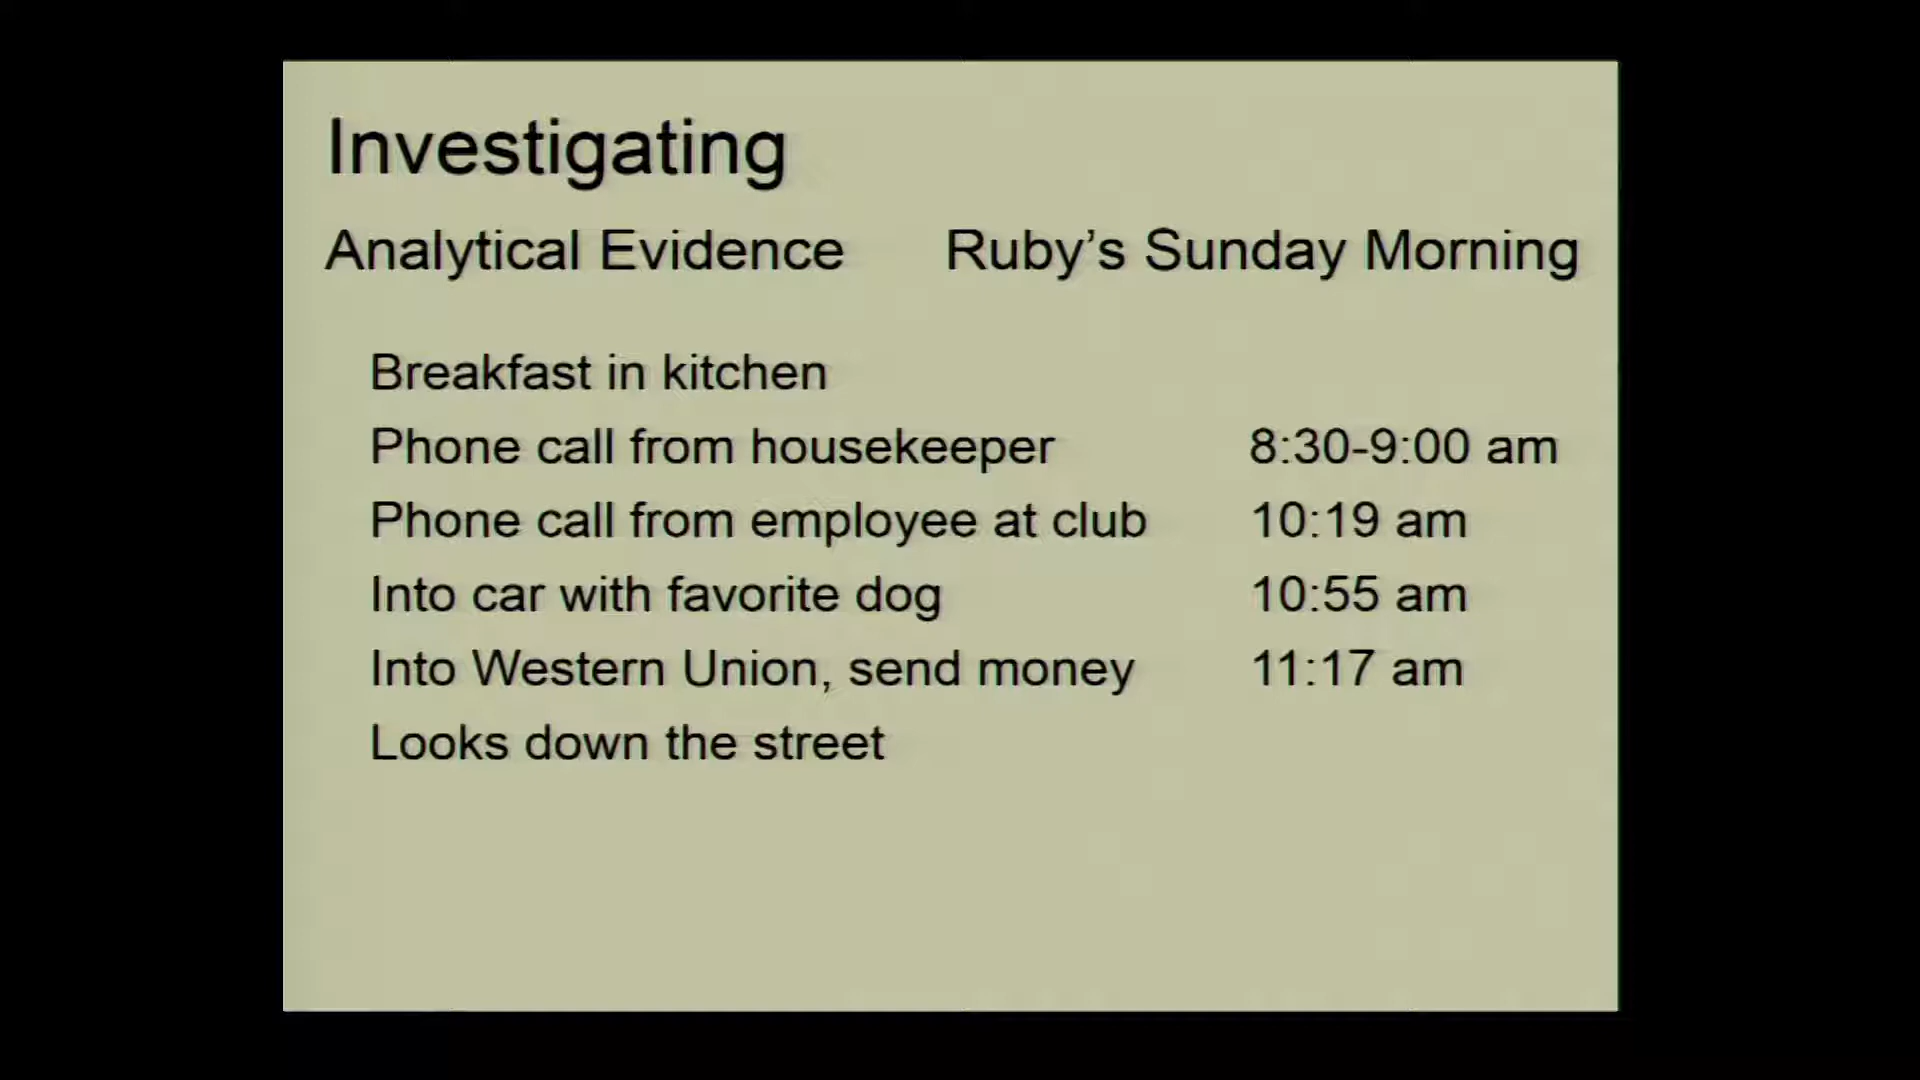 Investigating
Analytical Evidence Ruby’s Sunday Morning
Breakfast in kitchen
Phone call from housekeeper 8:30-9:00 am
Phone call from employee at club 10:19 am
Into car with favorite dog 10:55 am
Into Western Union, send money 11:17 am
Looks down the street